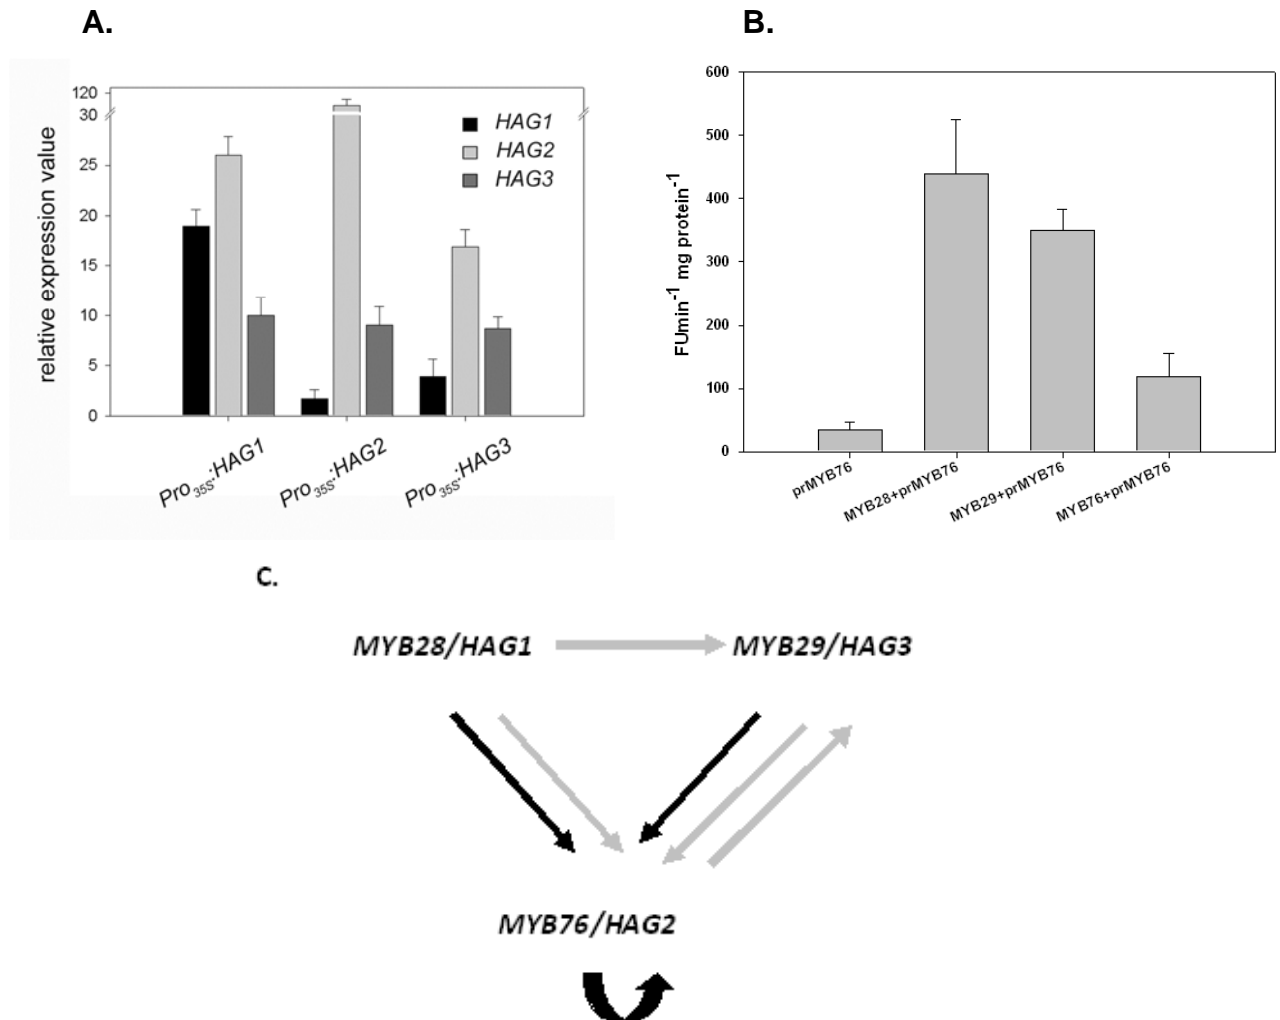 A.
relative expression value
120
30
25
20
15
10
5
0
HAG1
HAG2
HAG3
Pro35S:HAG1
Pro35S:HAG2
Pro35S:HAG3
B.
FUmin-1 mg protein-1
600
500
400
300
200
100
0
prMYB76
MYB28+prMYB76
MYB29+prMYB76
MYB76+prMYB76
C.
MYB28/HAG1
MYB29/HAG3
MYB76/HAG2